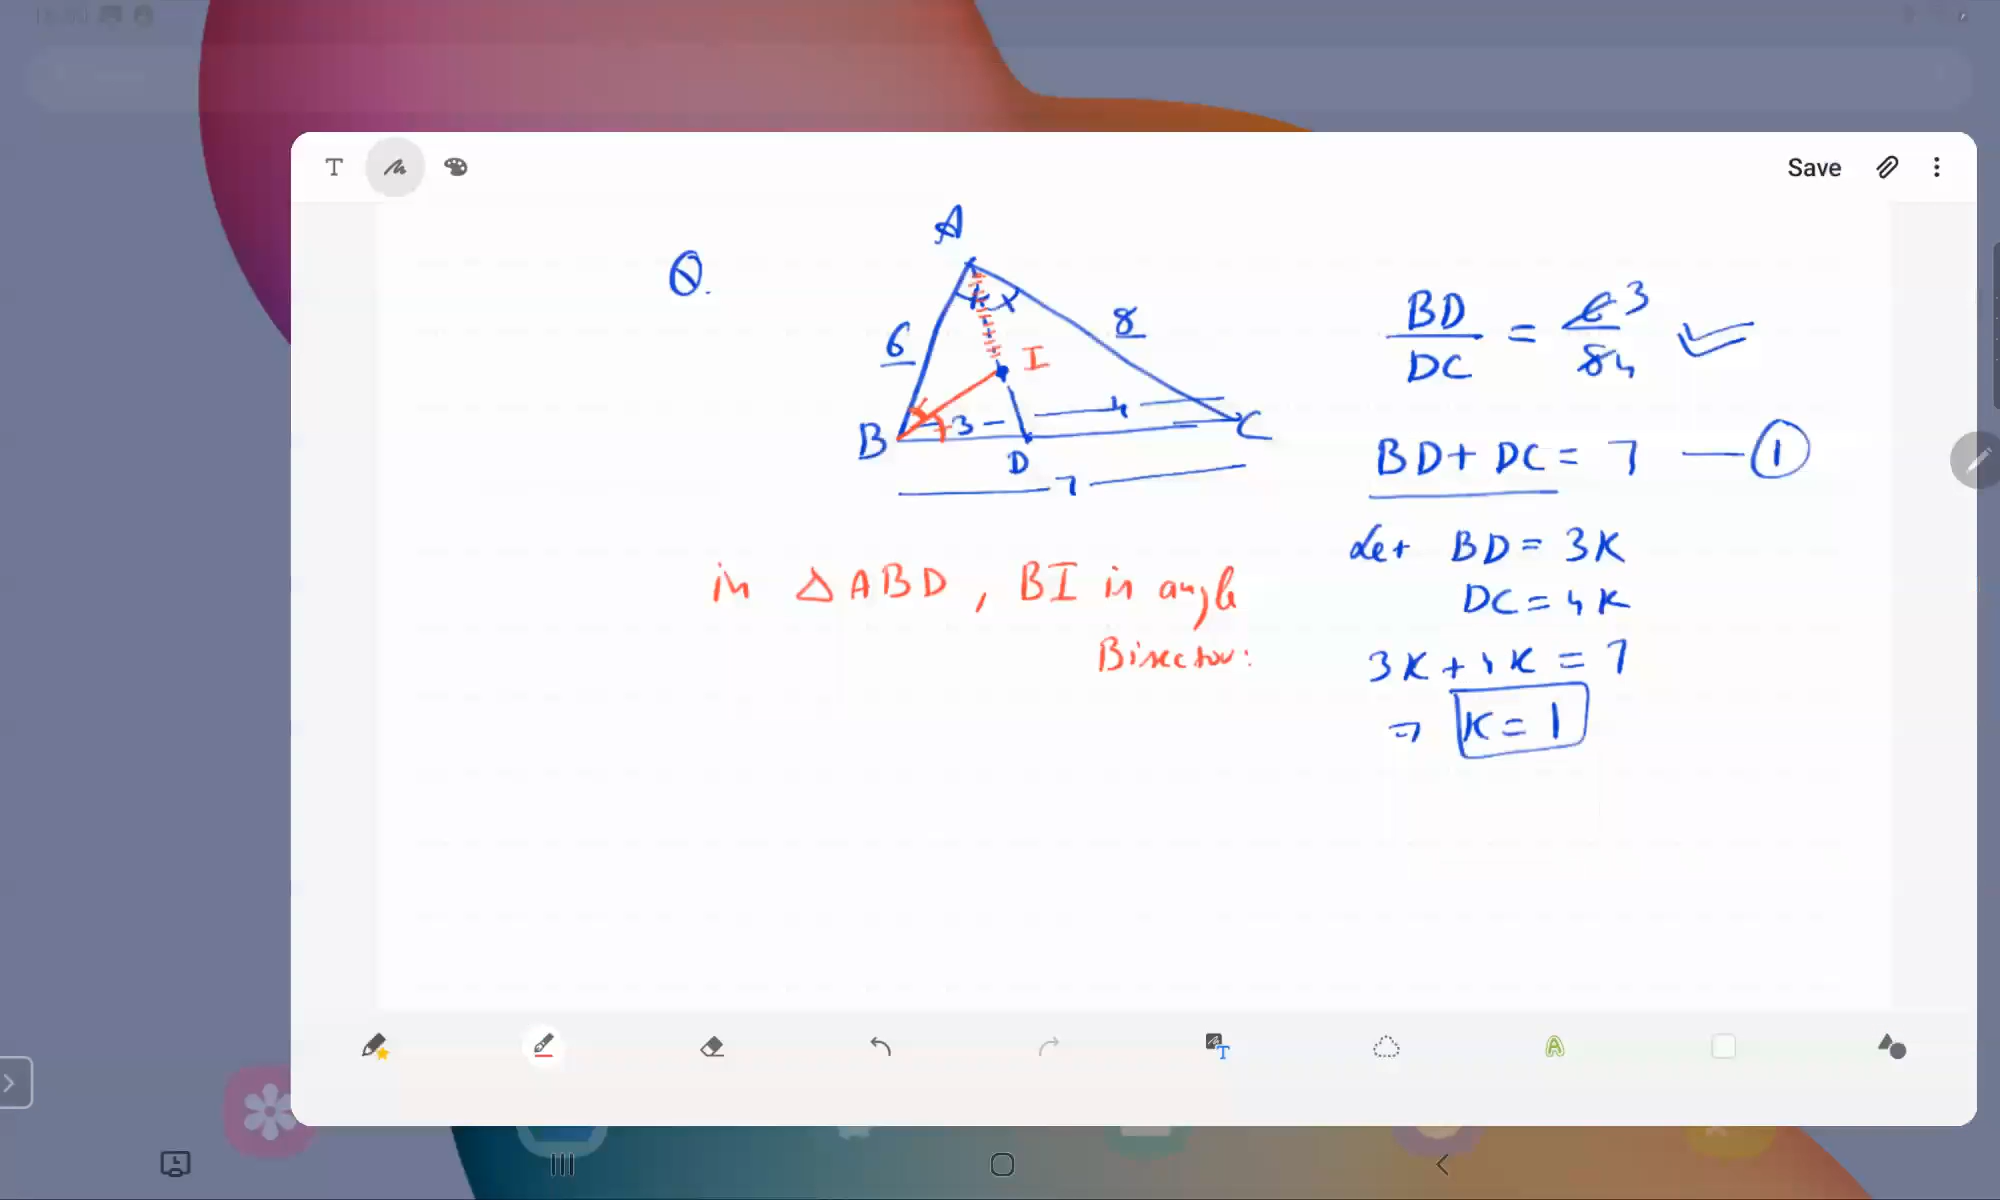 T
Save
Q.
A
6
8
I
B
3
4
C
D
7
BD/DC = 6/8 3/4
BD + DC = 7 — 1
Let BD = 3K
DC = 4K
3K + 4K = 7
⇒ K = 1
in △ABD, BI is angle
Bisector: